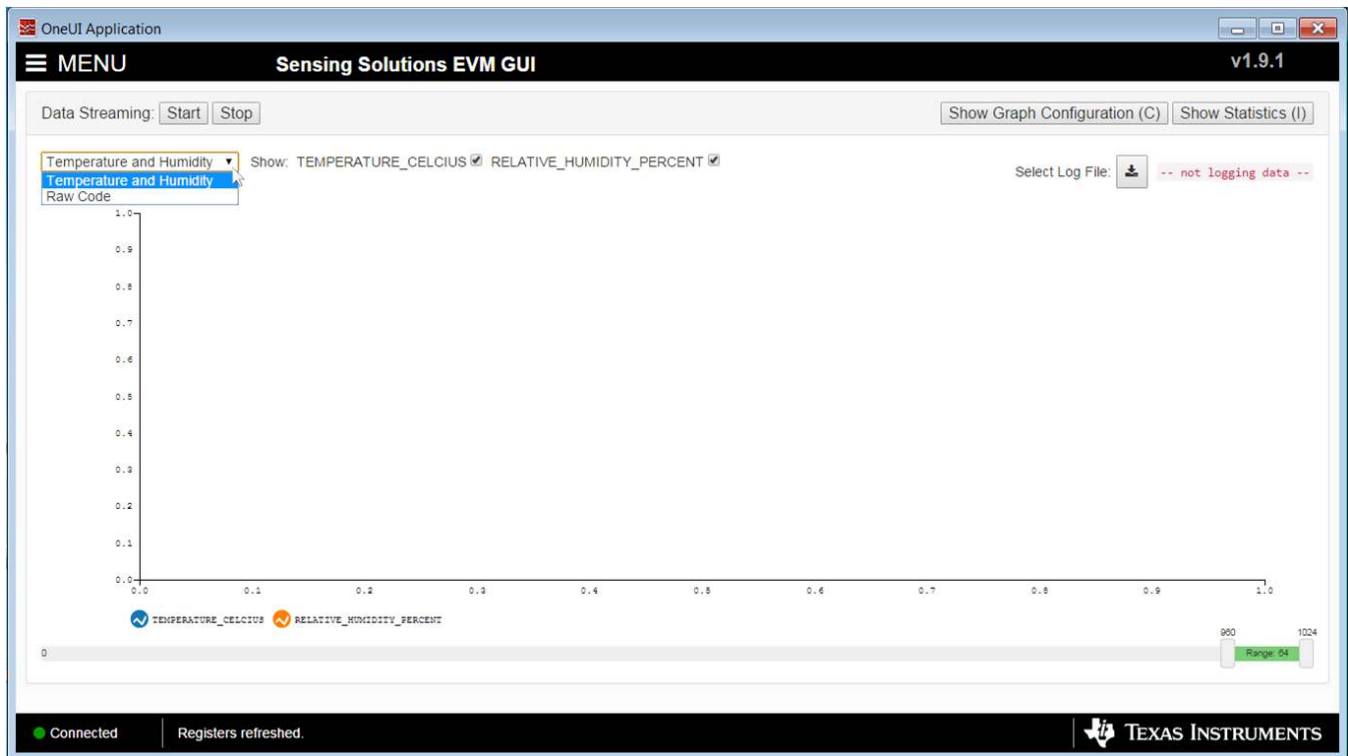 OneUI Application
MENU
Sensing Solutions EVM GUI
v1.9.1
Data Streaming: Start Stop
Show Graph Configuration (C) Show Statistics (I)
Temperature and Humidity Show: TEMPERATURE_CELCIUS RELATIVE_HUMIDITY_PERCENT
Select Log File: -- not logging data --
Temperature and Humidity
Raw Code
1.0
0.9
0.8
0.7
0.6
0.5
0.4
0.3
0.2
0.1
0.0
0.0 0.1 0.2 0.3 0.4 0.5 0.6 0.7 0.8 0.9 1.0
TEMPERATURE_CELCIUS RELATIVE_HUMIDITY_PERCENT
960 1024
0 Range: 64
Connected Registers refreshed. TEXAS INSTRUMENTS